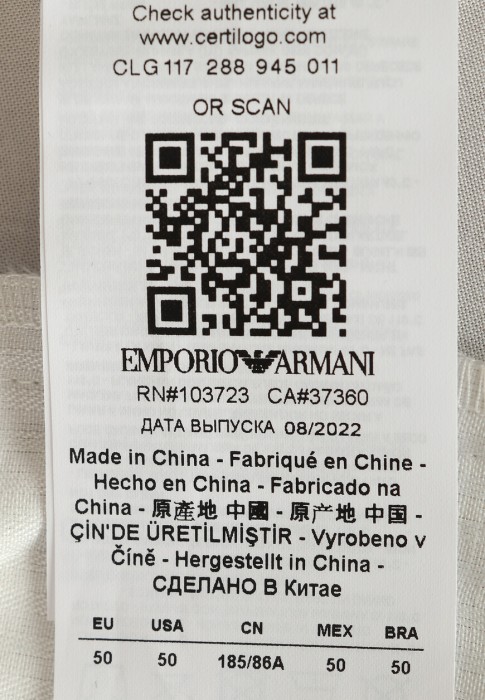 Check authenticity at
www.certilogo.com
CLG 117 288 945 011
OR SCAN
EMPORIO ARMANI
RN#103723 CA#37360
ДАТА ВЫПУСКА 08/2022
Made in China - Fabriqué en Chine -
Hecho en China - Fabricado na
China - 原產地 中國 - 原产地 中国 -
ÇİN'DE ÜRETİLMİŞTİR - Vyrobeno v
Číně - Hergestellt in China -
СДЕЛАНО В Китае
EU USA CN MEX BRA
50 50 185/86A 50 50